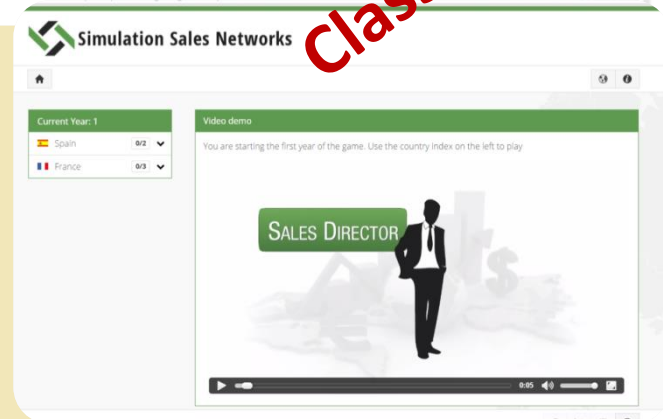 Clas
Simulation Sales Networks
Current Year: 1
Spain 0/2
France 0/3
Video demo
You are starting the first year of the game. Use the country index on the left to play
SALES DIRECTOR
0:05